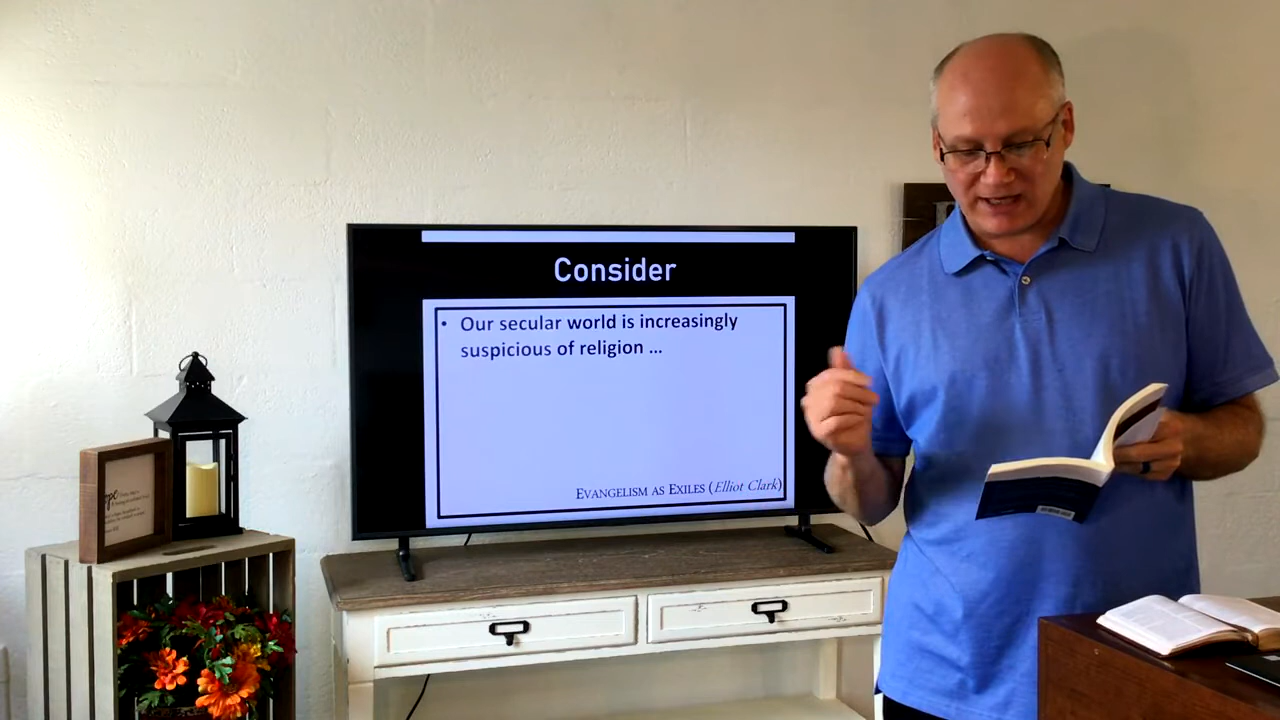 Consider
• Our secular world is increasingly
suspicious of religion ...
EVANGELISM AS EXILES (Elliot Clark)